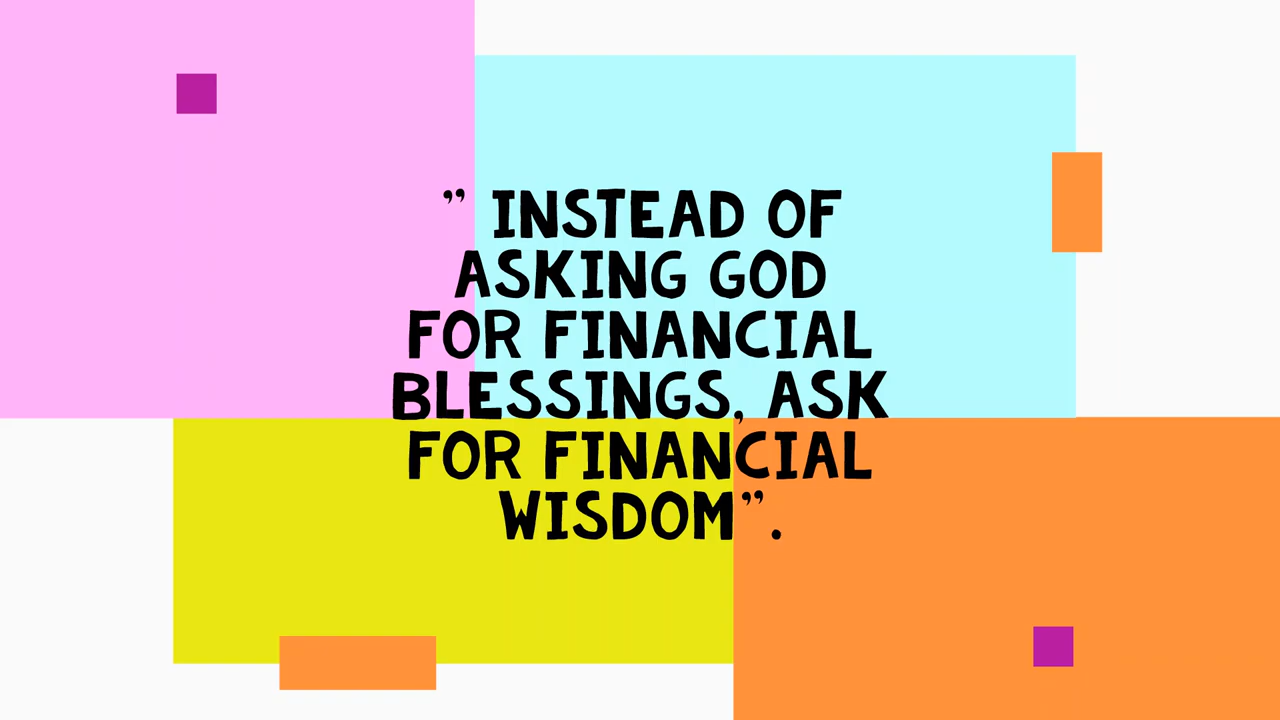 ” INSTEAD OF
ASKING GOD
FOR FINANCIAL
BLESSINGS, ASK
FOR FINANCIAL
WISDOM”.